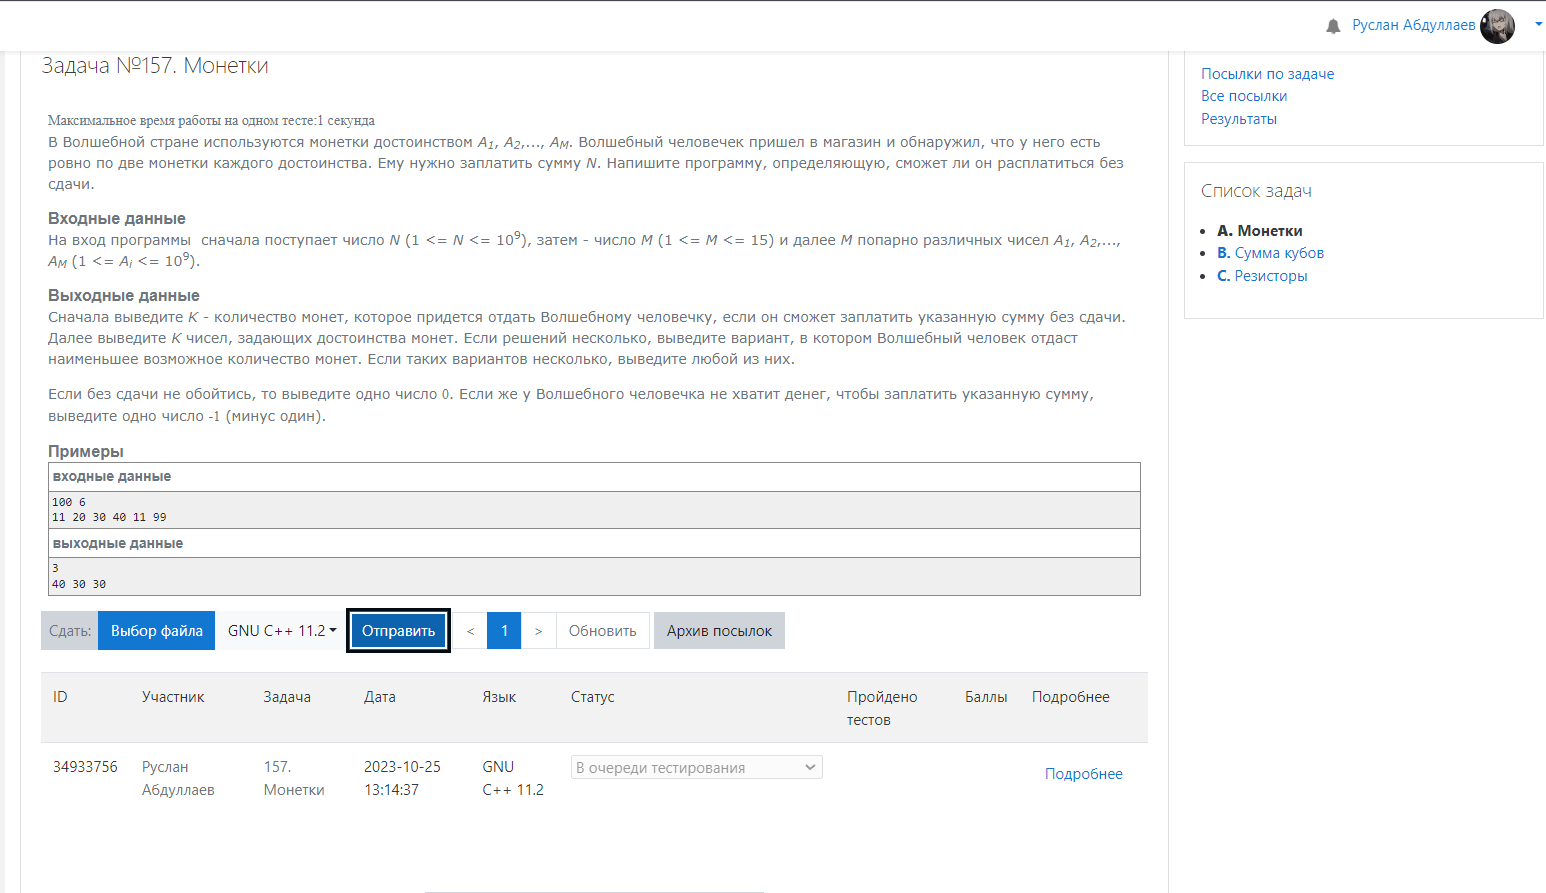 Руслан Абдуллаев
Задача №157. Монетки
Максимальное время работы на одном тесте:1 секунда
В Волшебной стране используются монетки достоинством A1, A2,..., AM. Волшебный человечек пришел в магазин и обнаружил, что у него есть
ровно по две монетки каждого достоинства. Ему нужно заплатить сумму N. Напишите программу, определяющую, сможет ли он расплатиться без
сдачи.
Входные данные
На вход программы сначала поступает число N (1 <= N <= 10^9), затем - число M (1 <= M <= 15) и далее M попарно различных чисел A1, A2,...,
AM (1 <= Ai <= 10^9).
Выходные данные
Сначала выведите K - количество монет, которое придется отдать Волшебному человечку, если он сможет заплатить указанную сумму без сдачи.
Далее выведите K чисел, задающих достоинства монет. Если решений несколько, выведите вариант, в котором Волшебный человек отдаст
наименьшее возможное количество монет. Если таких вариантов несколько, выведите любой из них.
Если без сдачи не обойтись, то выведите одно число 0. Если же у Волшебного человечка не хватит денег, чтобы заплатить указанную сумму,
выведите одно число -1 (минус один).
Примеры
входные данные
100 6
11 20 30 40 11 99
выходные данные
3
40 30 30
Сдать: Выбор файла GNU C++ 11.2 Отправить < 1 > Обновить Архив посылок
ID Участник Задача Дата Язык Статус Пройдено тестов Баллы Подробнее
34933756 Руслан Абдуллаев 157. Монетки 2023-10-25 13:14:37 GNU C++ 11.2 В очереди тестирования Подробнее
Посылки по задаче
Все посылки
Результаты
Список задач
A. Монетки
B. Сумма кубов
C. Резисторы